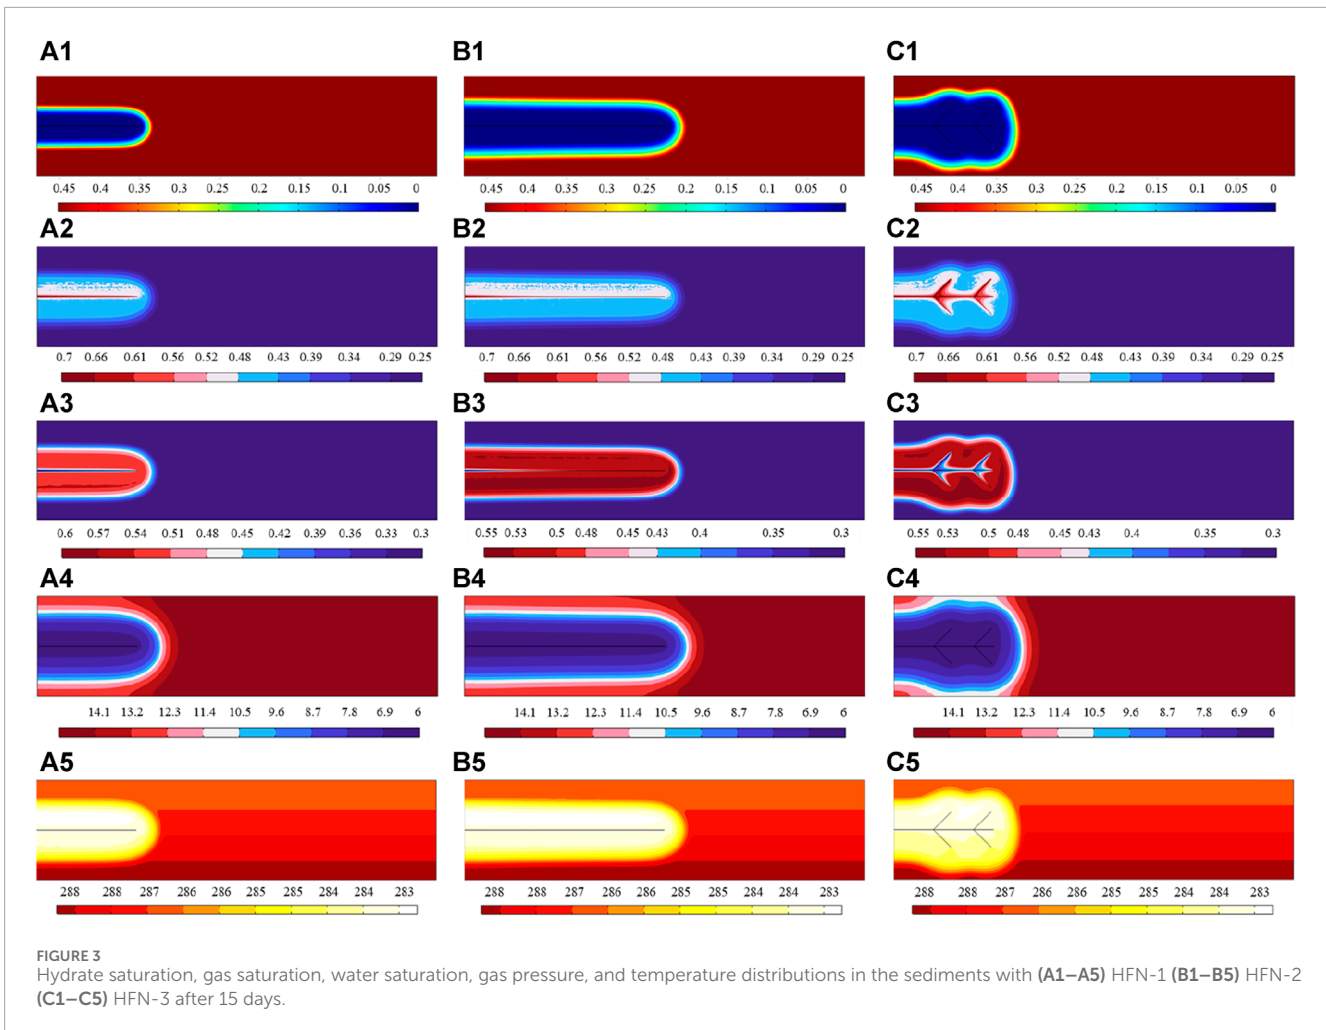 A1 B1 C1
0.45 0.4 0.35 0.3 0.25 0.2 0.15 0.1 0.05 0
0.45 0.4 0.35 0.3 0.25 0.2 0.15 0.1 0.05 0
0.45 0.4 0.35 0.3 0.25 0.2 0.15 0.1 0.05 0
A2 B2 C2
0.7 0.66 0.61 0.56 0.52 0.48 0.43 0.39 0.34 0.29 0.25
0.7 0.66 0.61 0.56 0.52 0.48 0.43 0.39 0.34 0.29 0.25
0.7 0.66 0.61 0.56 0.52 0.48 0.43 0.39 0.34 0.29 0.25
A3 B3 C3
0.6 0.57 0.54 0.51 0.48 0.45 0.42 0.39 0.36 0.33 0.3
0.55 0.53 0.5 0.48 0.45 0.43 0.4 0.35 0.3
0.55 0.53 0.5 0.48 0.45 0.43 0.4 0.35 0.3
A4 B4 C4
14.1 13.2 12.3 11.4 10.5 9.6 8.7 7.8 6.9 6
14.1 13.2 12.3 11.4 10.5 9.6 8.7 7.8 6.9 6
14.1 13.2 12.3 11.4 10.5 9.6 8.7 7.8 6.9 6
A5 B5 C5
288 288 287 286 286 285 285 284 284 283
288 288 287 286 286 285 285 284 284 283
288 288 287 286 286 285 285 284 284 283
FIGURE 3
Hydrate saturation, gas saturation, water saturation, gas pressure, and temperature distributions in the sediments with (A1–A5) HFN-1 (B1–B5) HFN-2
(C1–C5) HFN-3 after 15 days.